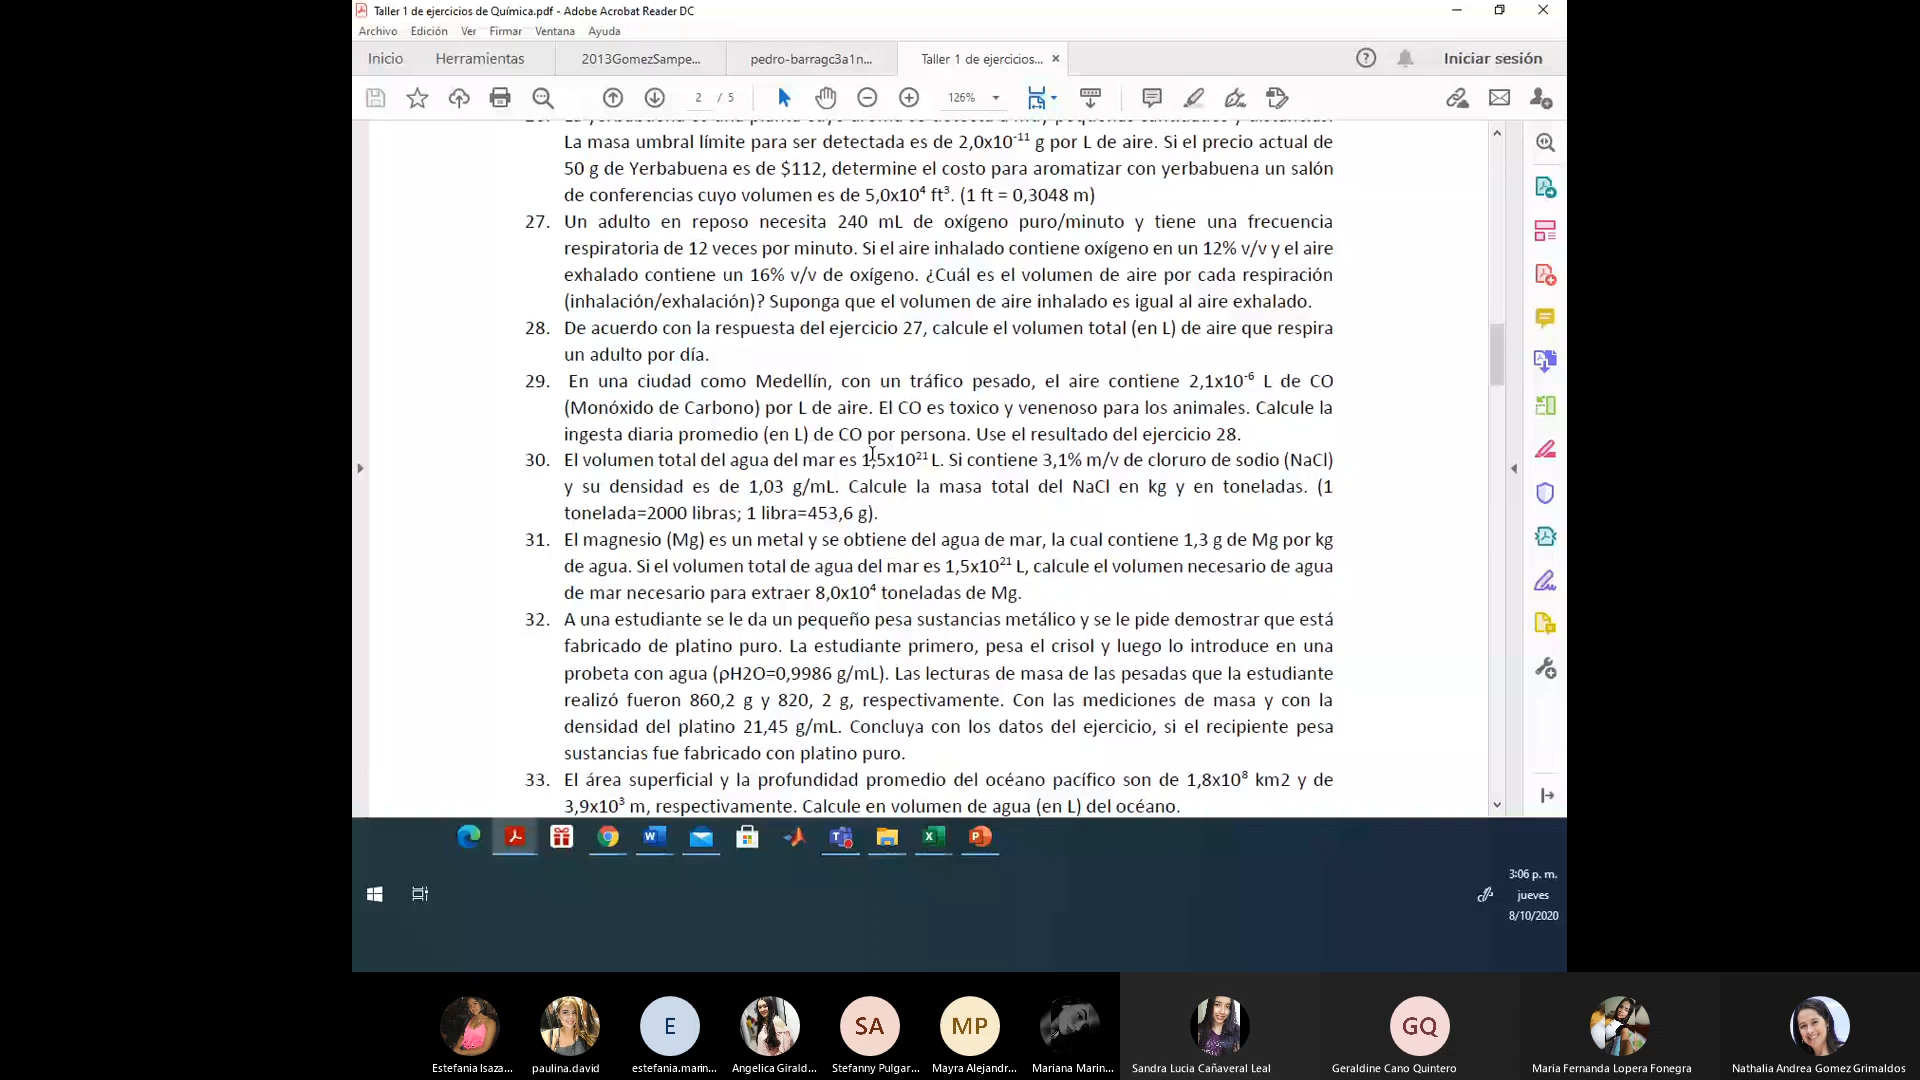 Taller 1 de ejercicios de Química.pdf - Adobe Acrobat Reader DC
Archivo Edición Ver Firmar Ventana Ayuda
Inicio Herramientas 2013GomezSampe... pedro-barragc3a1n... Taller 1 de ejercicios... Iniciar sesión
2 / 5 126%
La masa umbral límite para ser detectada es de 2,0x10⁻¹¹ g por L de aire. Si el precio actual de
50 g de Yerbabuena es de $112, determine el costo para aromatizar con yerbabuena un salón
de conferencias cuyo volumen es de 5,0x10⁴ ft³. (1 ft = 0,3048 m)
27. Un adulto en reposo necesita 240 mL de oxígeno puro/minuto y tiene una frecuencia
respiratoria de 12 veces por minuto. Si el aire inhalado contiene oxígeno en un 12% v/v y el aire
exhalado contiene un 16% v/v de oxígeno. ¿Cuál es el volumen de aire por cada respiración
(inhalación/exhalación)? Suponga que el volumen de aire inhalado es igual al aire exhalado.
28. De acuerdo con la respuesta del ejercicio 27, calcule el volumen total (en L) de aire que respira
un adulto por día.
29. En una ciudad como Medellín, con un tráfico pesado, el aire contiene 2,1x10⁻⁶ L de CO
(Monóxido de Carbono) por L de aire. El CO es toxico y venenoso para los animales. Calcule la
ingesta diaria promedio (en L) de CO por persona. Use el resultado del ejercicio 28.
30. El volumen total del agua del mar es 1,5x10²¹ L. Si contiene 3,1% m/v de cloruro de sodio (NaCl)
y su densidad es de 1,03 g/mL. Calcule la masa total del NaCl en kg y en toneladas. (1
tonelada=2000 libras; 1 libra=453,6 g).
31. El magnesio (Mg) es un metal y se obtiene del agua de mar, la cual contiene 1,3 g de Mg por kg
de agua. Si el volumen total de agua del mar es 1,5x10²¹ L, calcule el volumen necesario de agua
de mar necesario para extraer 8,0x10⁴ toneladas de Mg.
32. A una estudiante se le da un pequeño pesa sustancias metálico y se le pide demostrar que está
fabricado de platino puro. La estudiante primero, pesa el crisol y luego lo introduce en una
probeta con agua (ρH2O=0,9986 g/mL). Las lecturas de masa de las pesadas que la estudiante
realizó fueron 860,2 g y 820, 2 g, respectivamente. Con las mediciones de masa y con la
densidad del platino 21,45 g/mL. Concluya con los datos del ejercicio, si el recipiente pesa
sustancias fue fabricado con platino puro.
33. El área superficial y la profundidad promedio del océano pacífico son de 1,8x10⁸ km2 y de
3,9x10³ m, respectivamente. Calcule en volumen de agua (en L) del océano.
3:06 p. m.
jueves
8/10/2020
E SA MP GQ
Estefania Isaza... paulina.david estefania.marin... Angelica Girald... Stefanny Pulgar... Mayra Alejandr... Mariana Marin... Sandra Lucia Cañaveral Leal Geraldine Cano Quintero Maria Fernanda Lopera Fonegra Nathalia Andrea Gomez Grimaldos